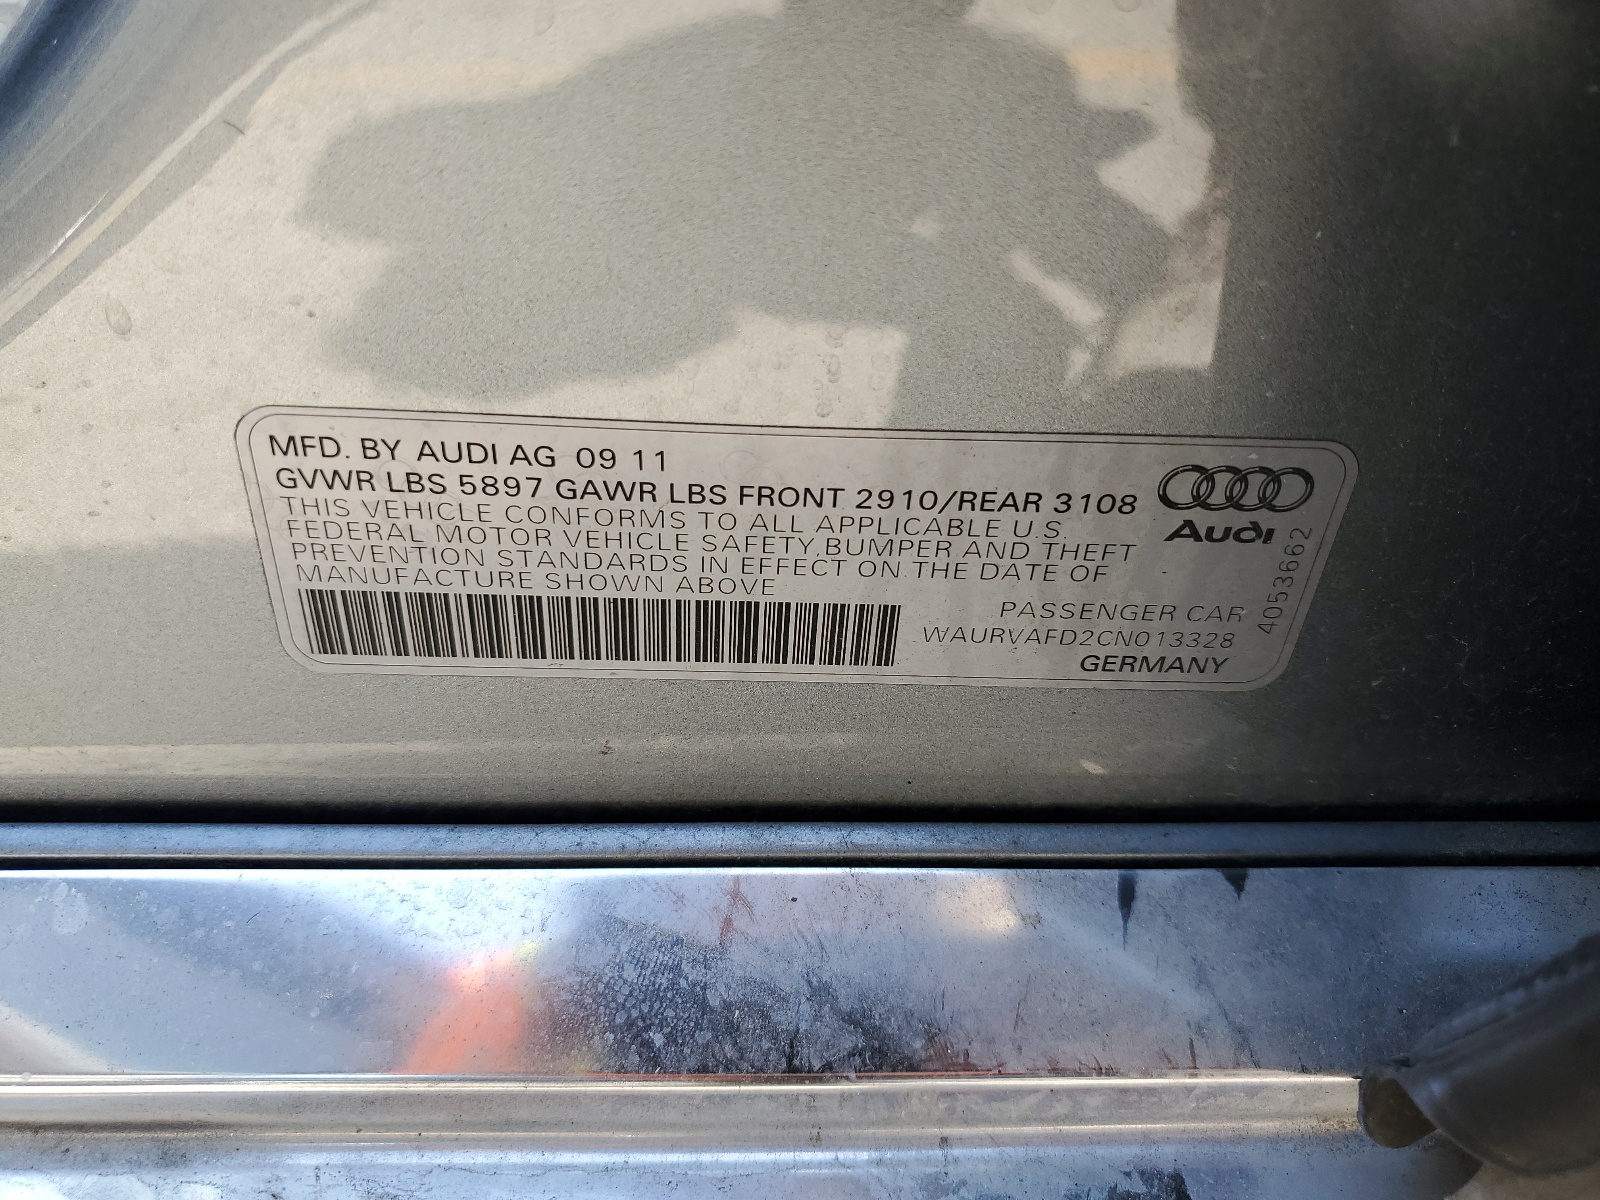 MFD. BY AUDI AG 09 11
GVWR LBS 5897 GAWR LBS FRONT 2910/REAR 3108
THIS VEHICLE CONFORMS TO ALL APPLICABLE U.S.
FEDERAL MOTOR VEHICLE SAFETY, BUMPER AND THEFT
PREVENTION STANDARDS IN EFFECT ON THE DATE OF
MANUFACTURE SHOWN ABOVE
Audi
4053662
PASSENGER CAR
WAURVAFD2CN013328
GERMANY